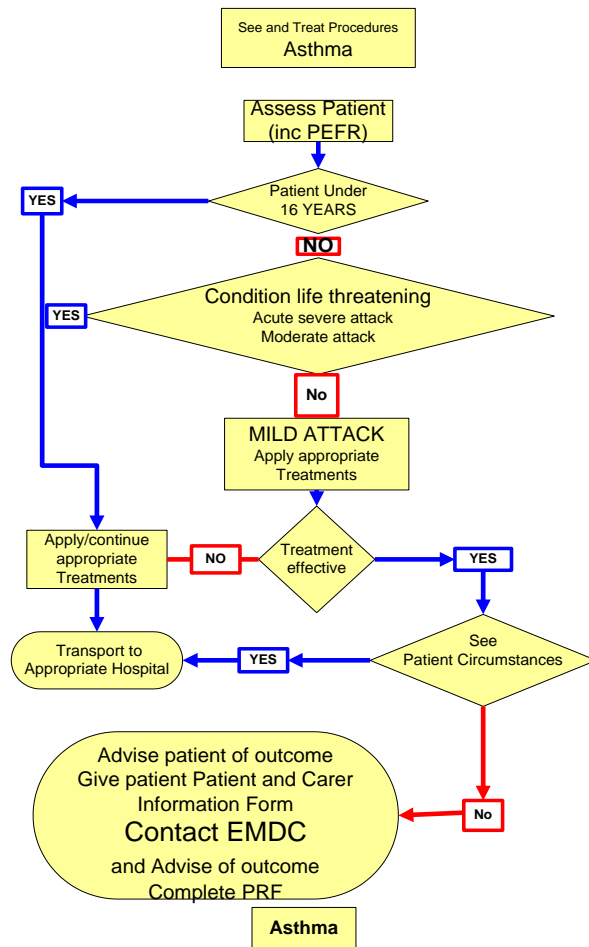 See and Treat Procedures
Asthma
Assess Patient
(inc PEFR)
Patient Under
16 YEARS
YES
NO
Condition life threatening
Acute severe attack
Moderate attack
YES
No
MILD ATTACK
Apply appropriate
Treatments
Treatment
effective
NO
YES
Apply/continue
appropriate
Treatments
See
Patient Circumstances
YES
Transport to
Appropriate Hospital
No
Advise patient of outcome
Give patient Patient and Carer
Information Form
Contact EMDC
and Advise of outcome
Complete PRF
Asthma